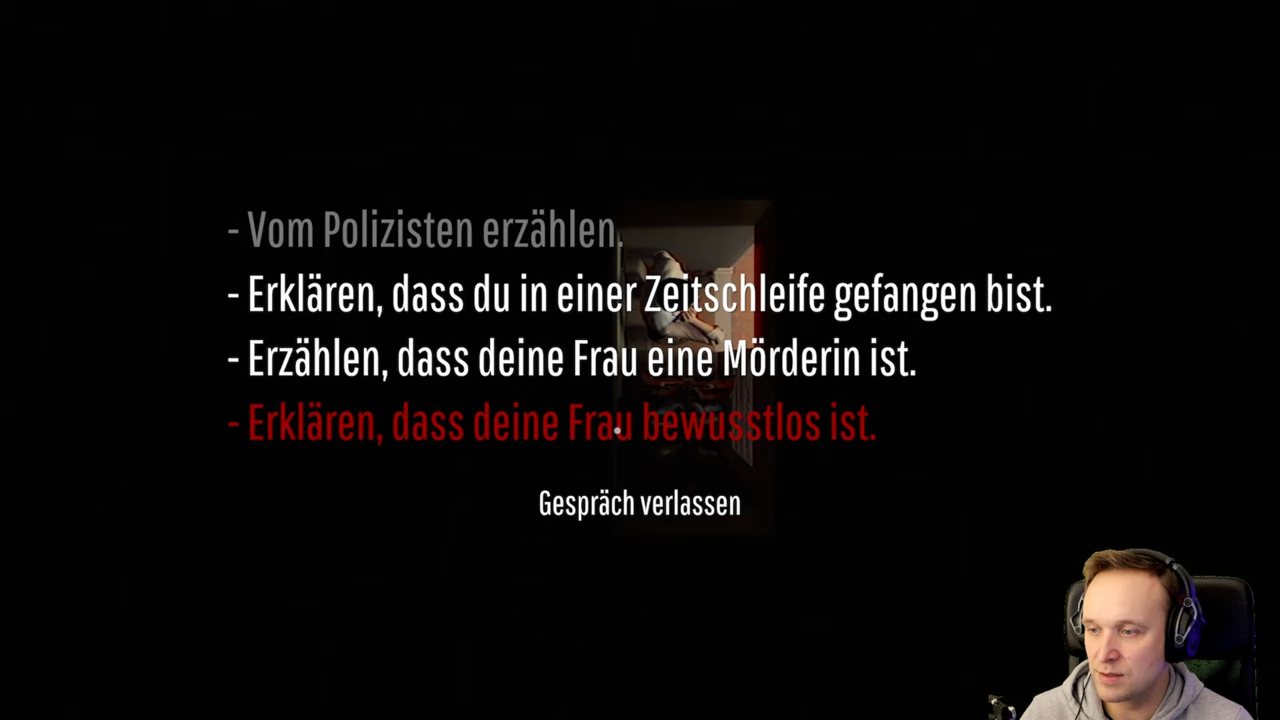 - Vom Polizisten erzählen.
- Erklären, dass du in einer Zeitschleife gefangen bist.
- Erzählen, dass deine Frau eine Mörderin ist.
- Erklären, dass deine Frau bewusstlos ist.
Gespräch verlassen